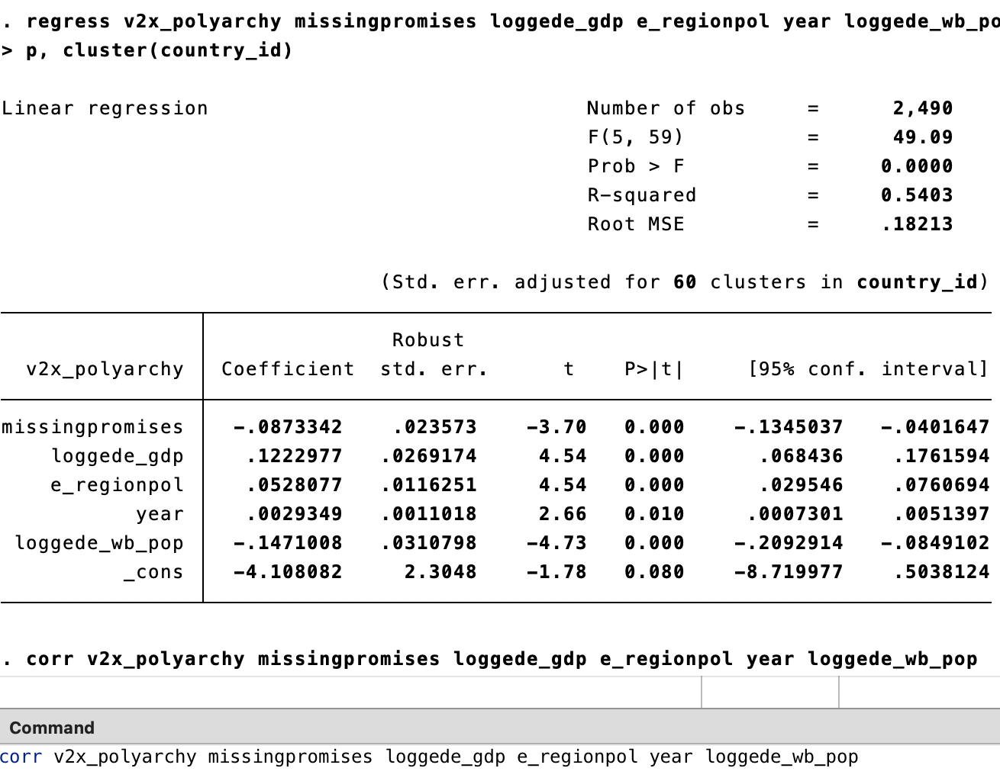 . regress v2x_polyarchy missingpromises loggede_gdp e_regionpol year loggede_wb_po
> p, cluster(country_id)
Linear regression Number of obs = 2,490
F(5, 59) = 49.09
Prob > F = 0.0000
R-squared = 0.5403
Root MSE = .18213
(Std. err. adjusted for 60 clusters in country_id)
Robust
v2x_polyarchy Coefficient std. err. t P>|t| [95% conf. interval]
missingpromises -.0873342 .023573 -3.70 0.000 -.1345037 -.0401647
loggede_gdp .1222977 .0269174 4.54 0.000 .068436 .1761594
e_regionpol .0528077 .0116251 4.54 0.000 .029546 .0760694
year .0029349 .0011018 2.66 0.010 .0007301 .0051397
loggede_wb_pop -.1471008 .0310798 -4.73 0.000 -.2092914 -.0849102
_cons -4.108082 2.3048 -1.78 0.080 -8.719977 .5038124
. corr v2x_polyarchy missingpromises loggede_gdp e_regionpol year loggede_wb_pop
Command
corr v2x_polyarchy missingpromises loggede_gdp e_regionpol year loggede_wb_pop